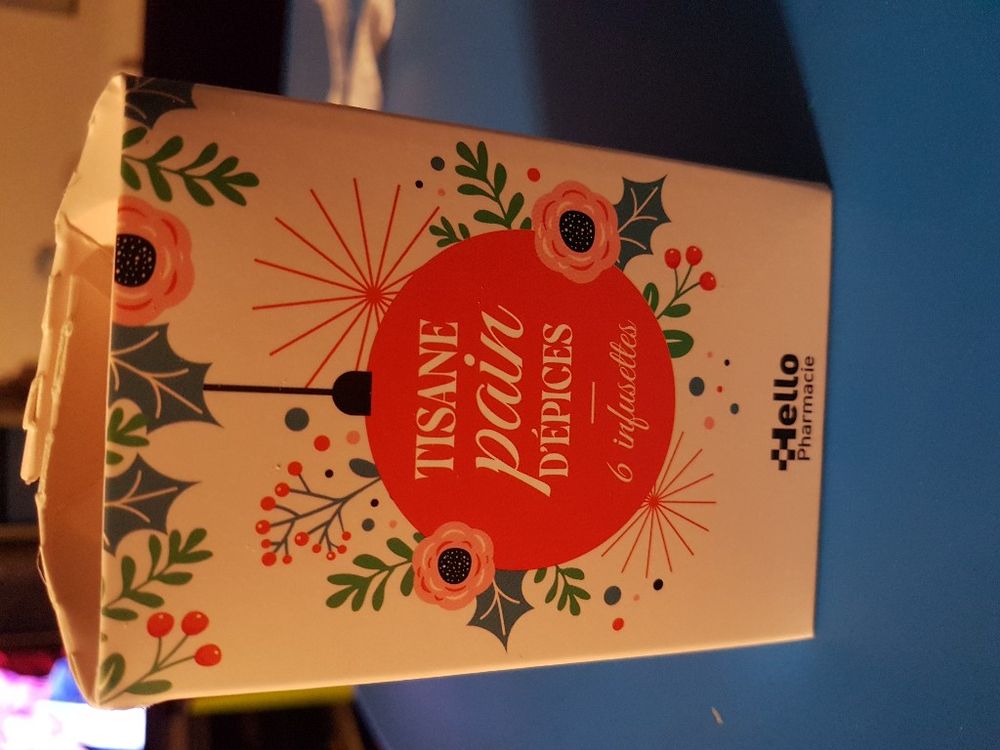 TISANE
pain
D'ÉPICES
6 infusettes
Hello
Pharmacie